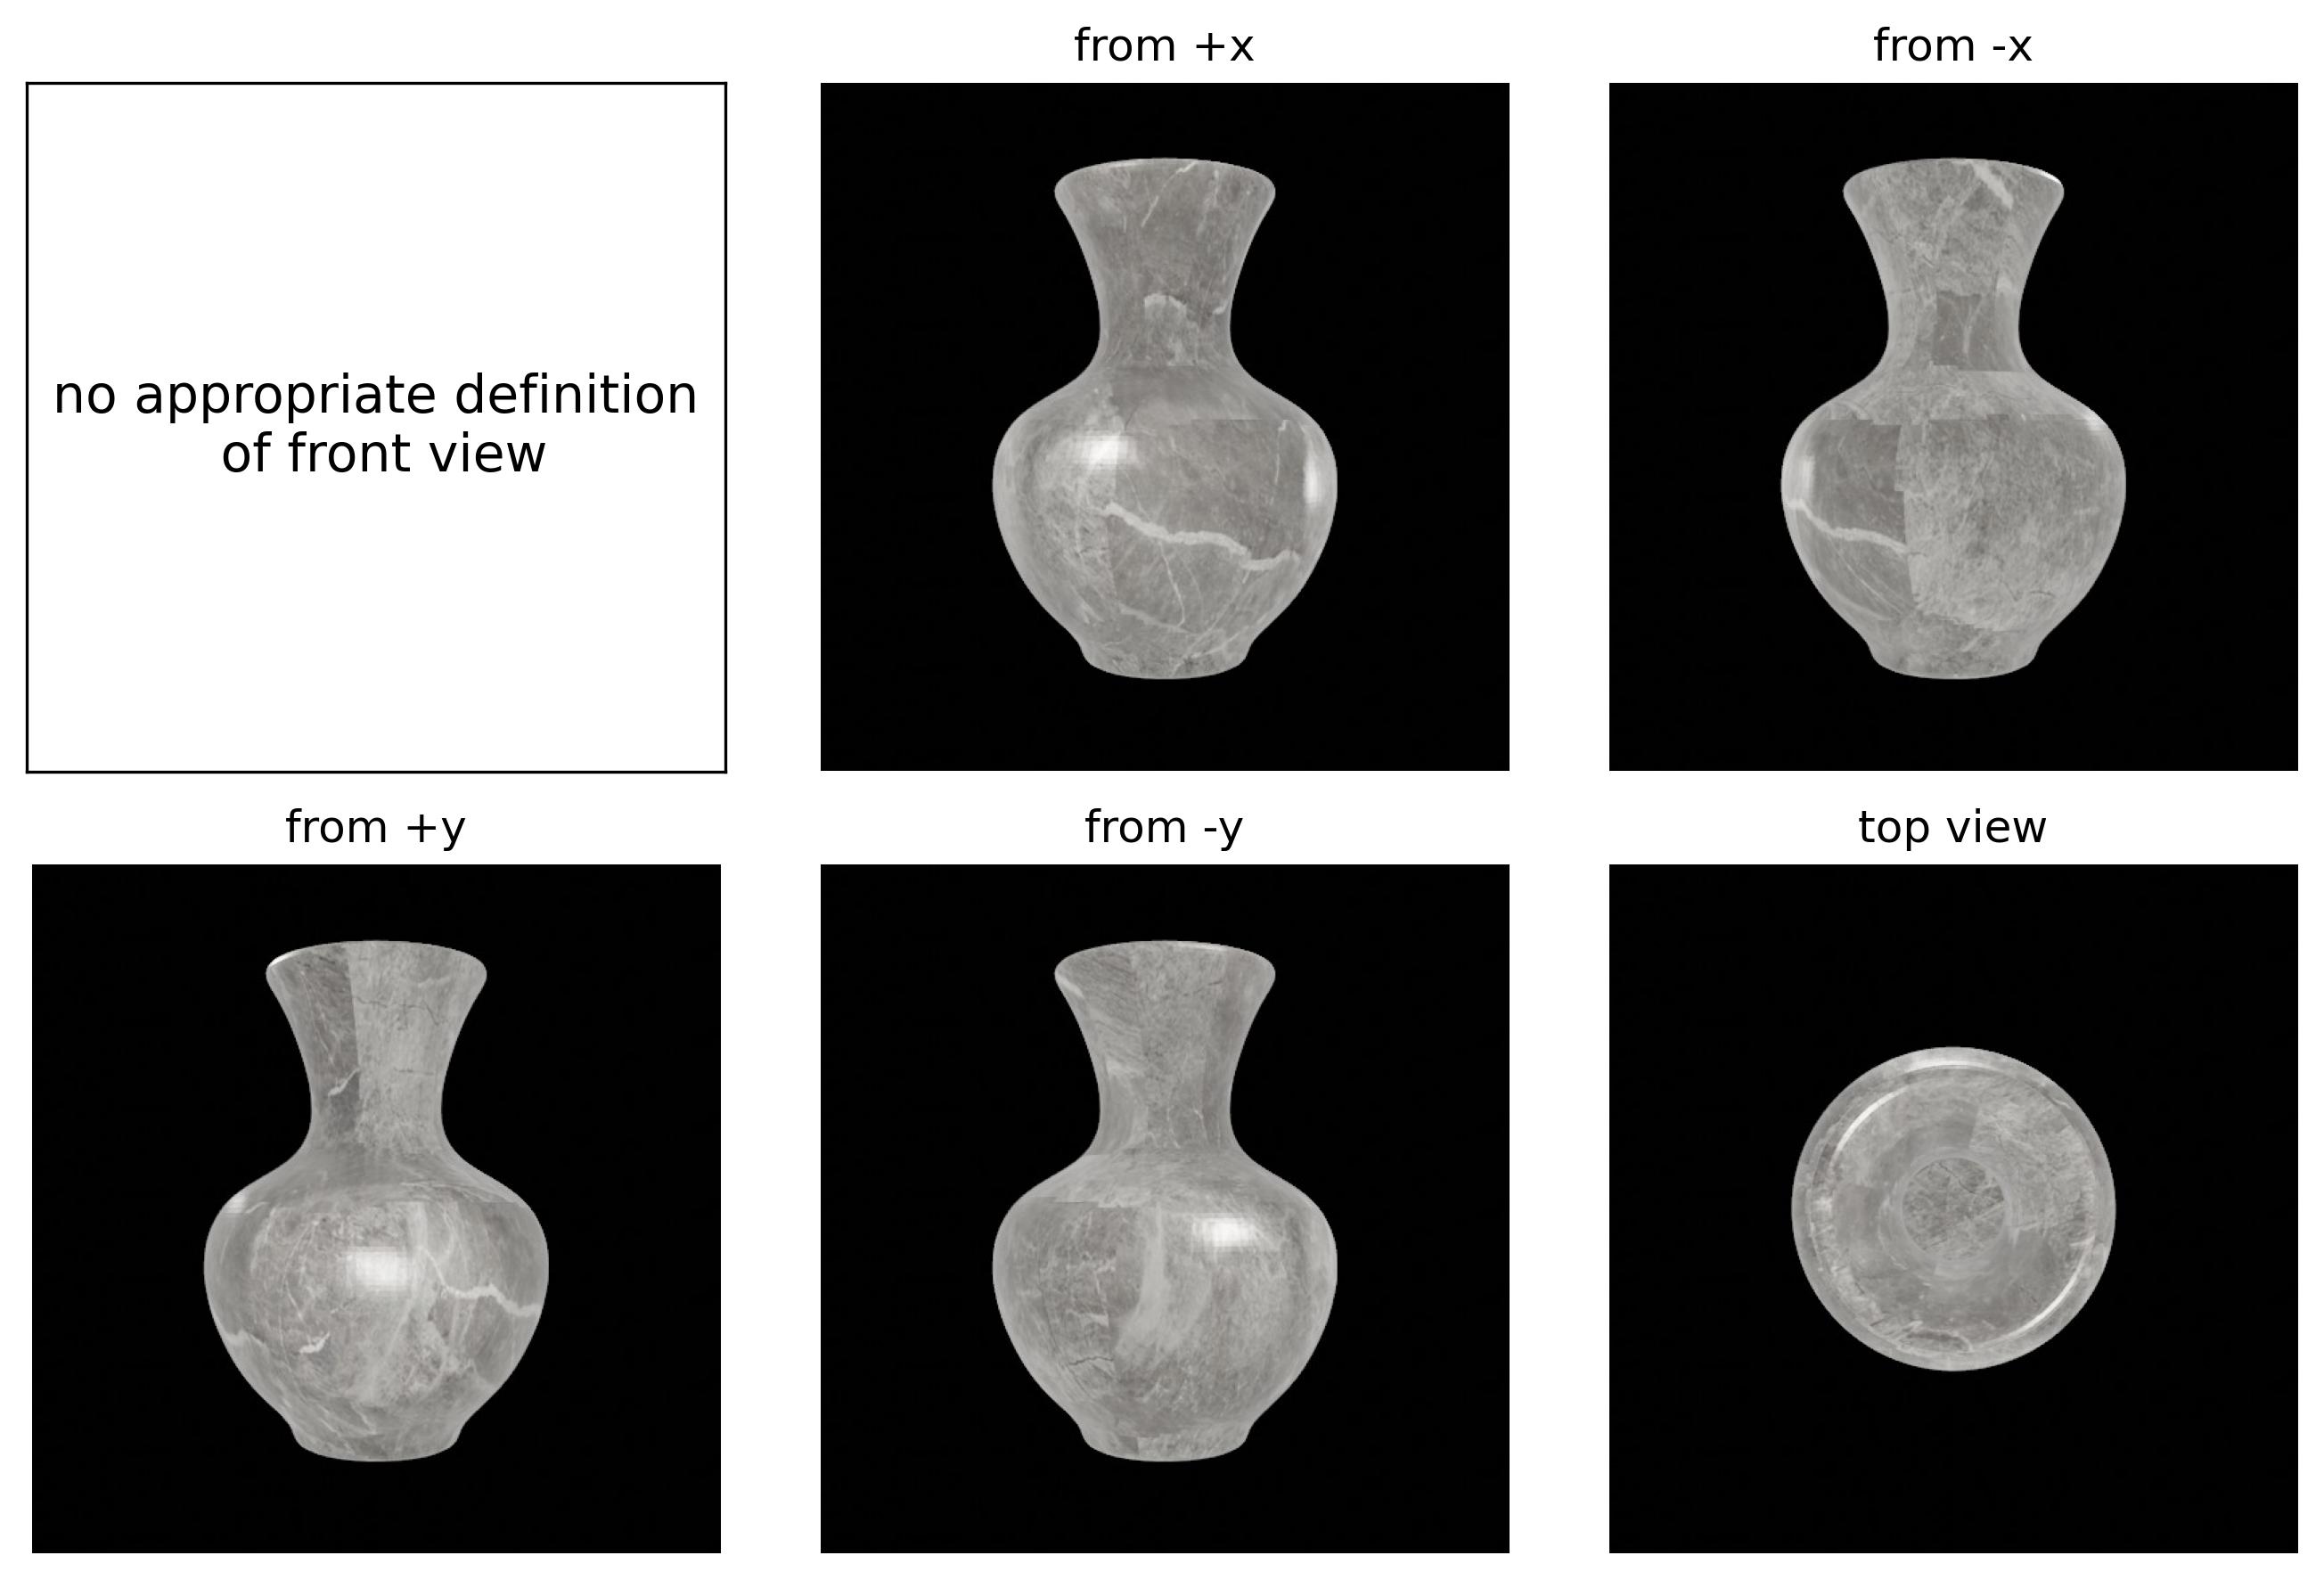 from +x
from -x
no appropriate definition
of front view
from +y
from -y
top view